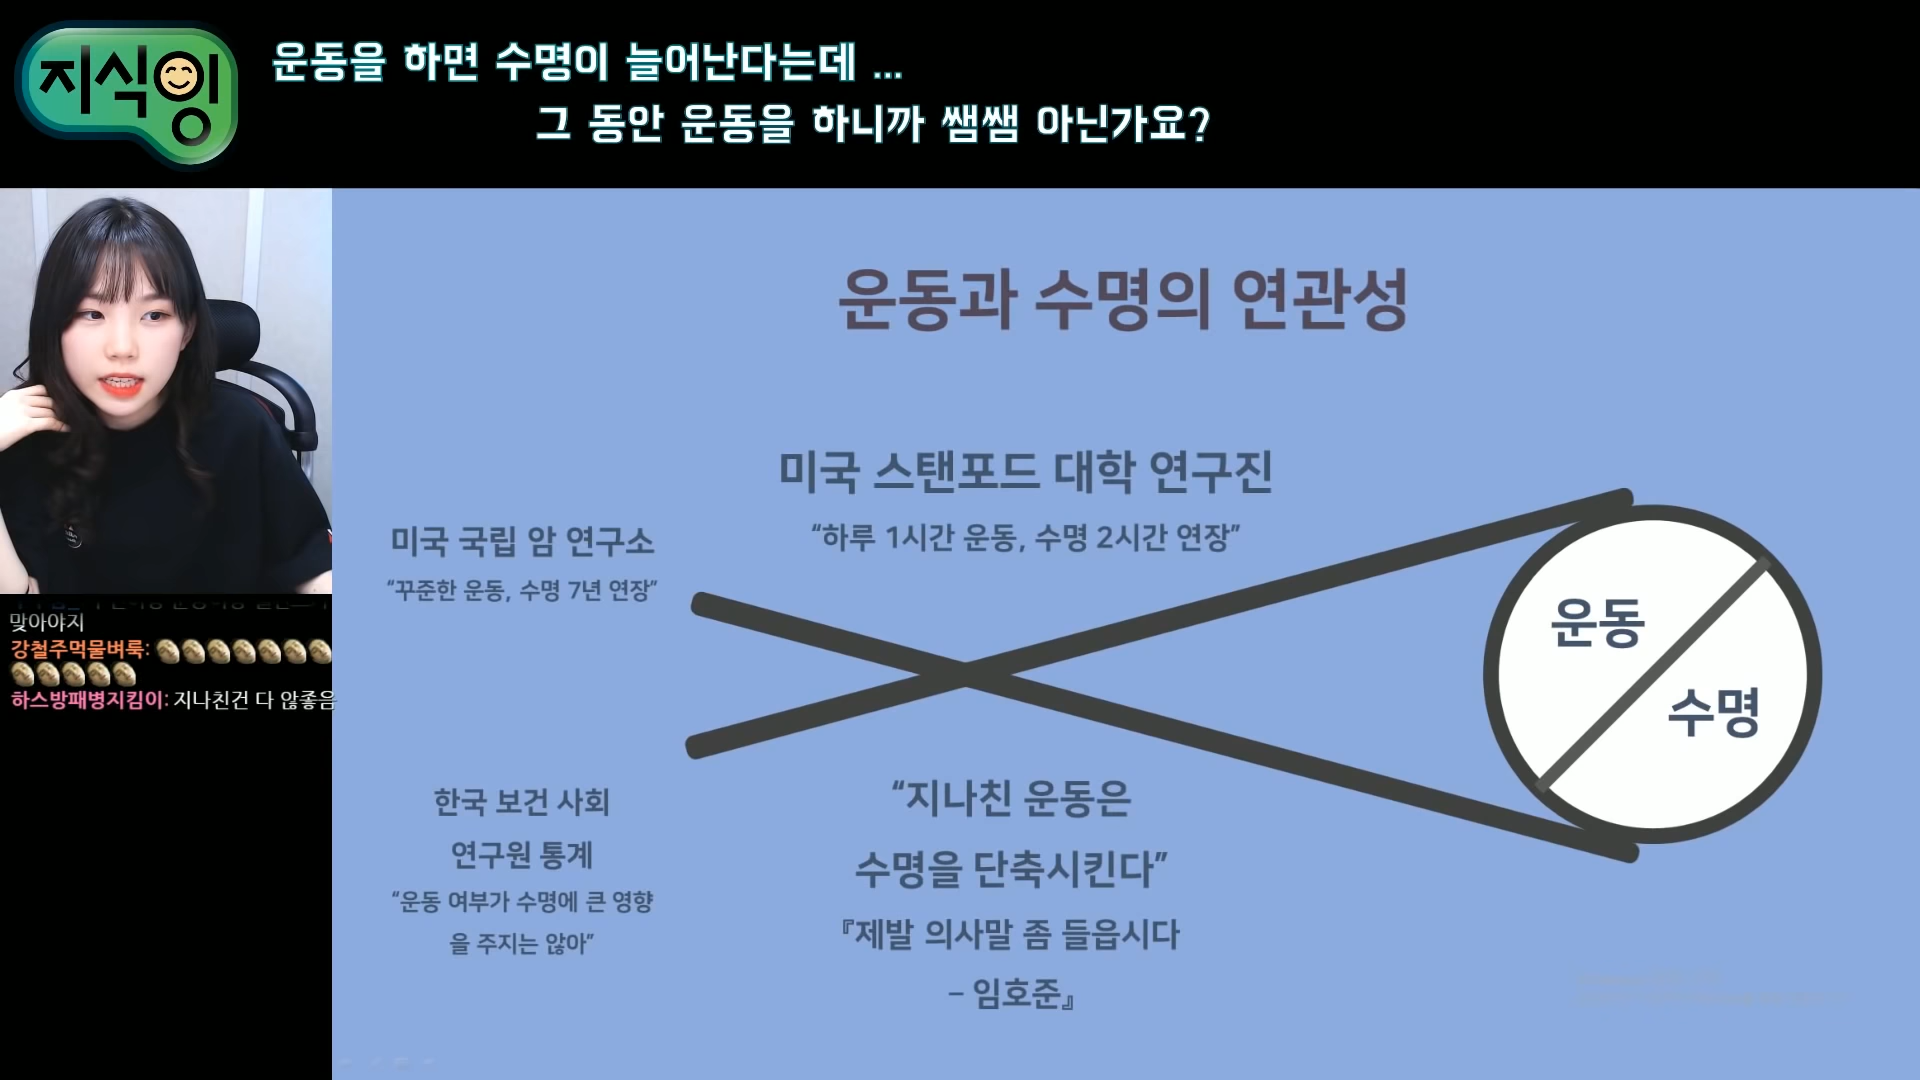 지식잉
운동을 하면 수명이 늘어난다는데 ...
그 동안 운동을 하니까 쌤쌤 아닌가요?
운동과 수명의 연관성
미국 스탠포드 대학 연구진
“하루 1시간 운동, 수명 2시간 연장”
미국 국립 암 연구소
“꾸준한 운동, 수명 7년 연장”
운동
수명
맞아야지
강철주먹물벼룩:
하스방패병지킴이: 지나친건 다 않좋음
한국 보건 사회
연구원 통계
“운동 여부가 수명에 큰 영향
을 주지는 않아”
“지나친 운동은
수명을 단축시킨다”
『제발 의사말 좀 들읍시다
– 임호준』